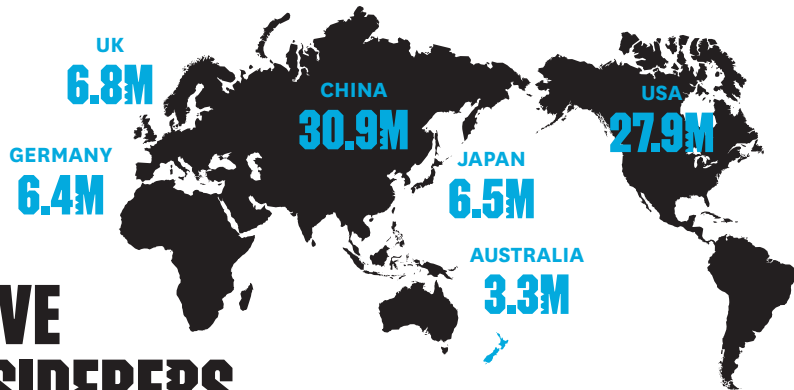 UK
6.8M
CHINA
30.9M
USA
27.9M
GERMANY
6.4M
JAPAN
6.5M
AUSTRALIA
3.3M